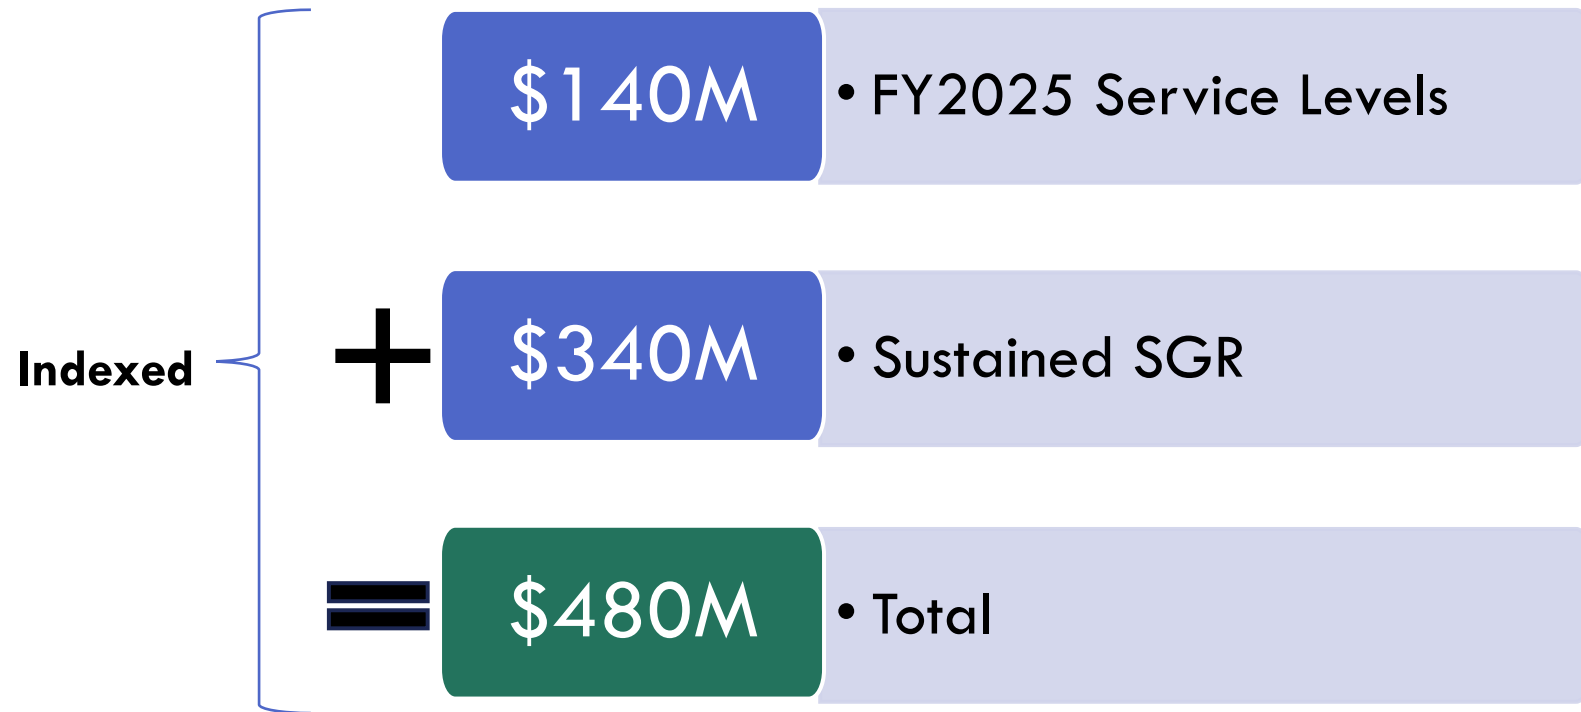 $140M
• FY2025 Service Levels
Indexed
+
$340M
• Sustained SGR
=
$480M
• Total